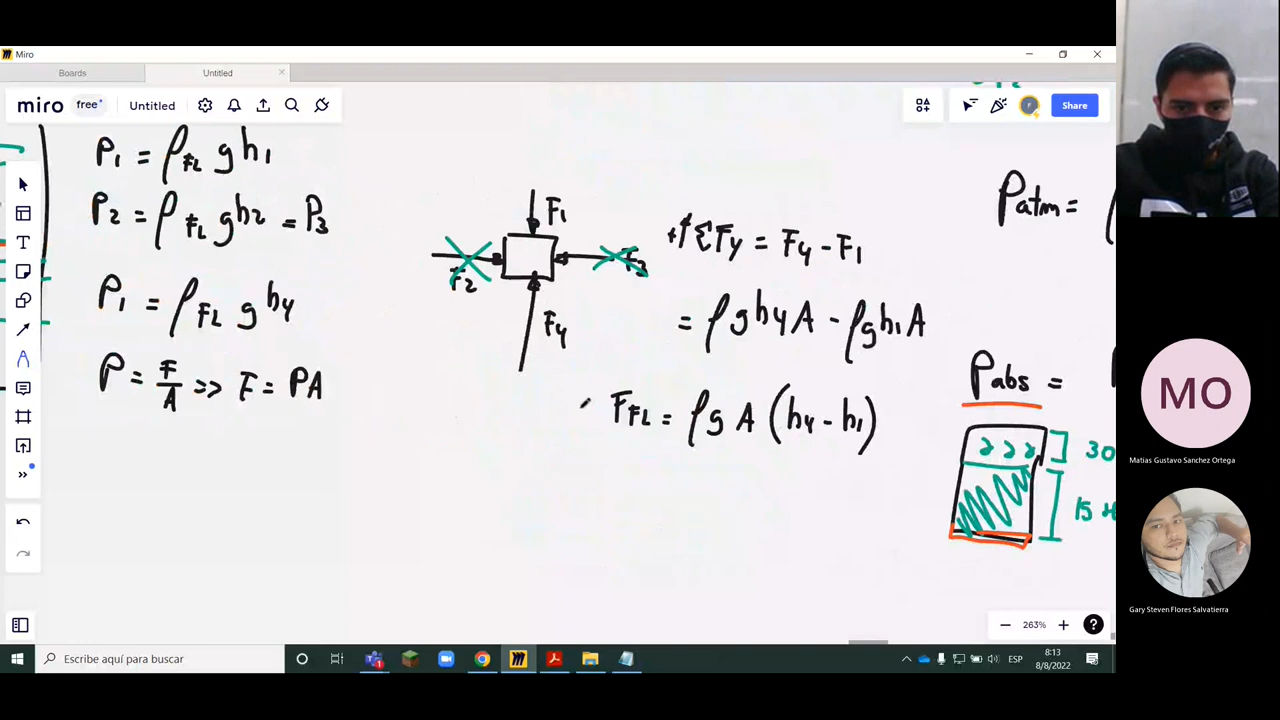 Miro
Boards
Untitled
miro
free
Untitled
Share
P1 = ρFL g h1
P2 = ρFL g h2 = P3
P1 = ρFL g h4
P = F/A => F = PA
F1
F2
F3
F4
+↑ΣFy = F4 - F1
= ρgh4A - ρgh1A
FFL = ρg A (h4 - h1)
Patm = (
Pabs =
30
15
MO
Matias Gustavo Sanchez Ortega
Gary Steven Flores Salvatierra
263%
Escribe aquí para buscar
ESP
8:13
8/8/2022